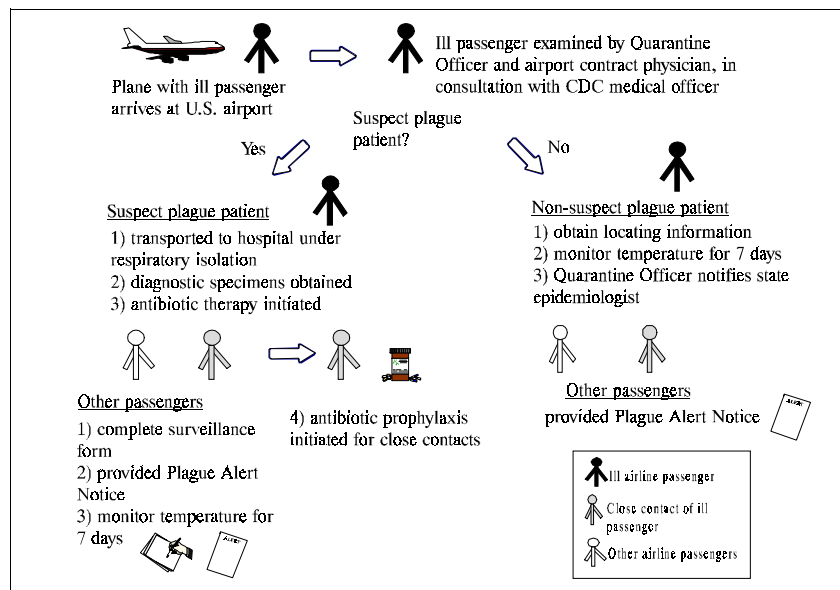 Plane with ill passenger
arrives at U.S. airport
Ill passenger examined by Quarantine
Officer and airport contract physician, in
consultation with CDC medical officer
Suspect plague
patient?
Yes
No
Suspect plague patient
1) transported to hospital under
respiratory isolation
2) diagnostic specimens obtained
3) antibiotic therapy initiated
Non-suspect plague patient
1) obtain locating information
2) monitor temperature for 7 days
3) Quarantine Officer notifies state
epidemiologist
Other passengers
1) complete surveillance
form
2) provided Plague Alert
Notice
3) monitor temperature for
7 days
4) antibiotic prophylaxis
initiated for close contacts
Other passengers
provided Plague Alert Notice
Ill airline passenger
Close contact of ill
passenger
Other airline passengers